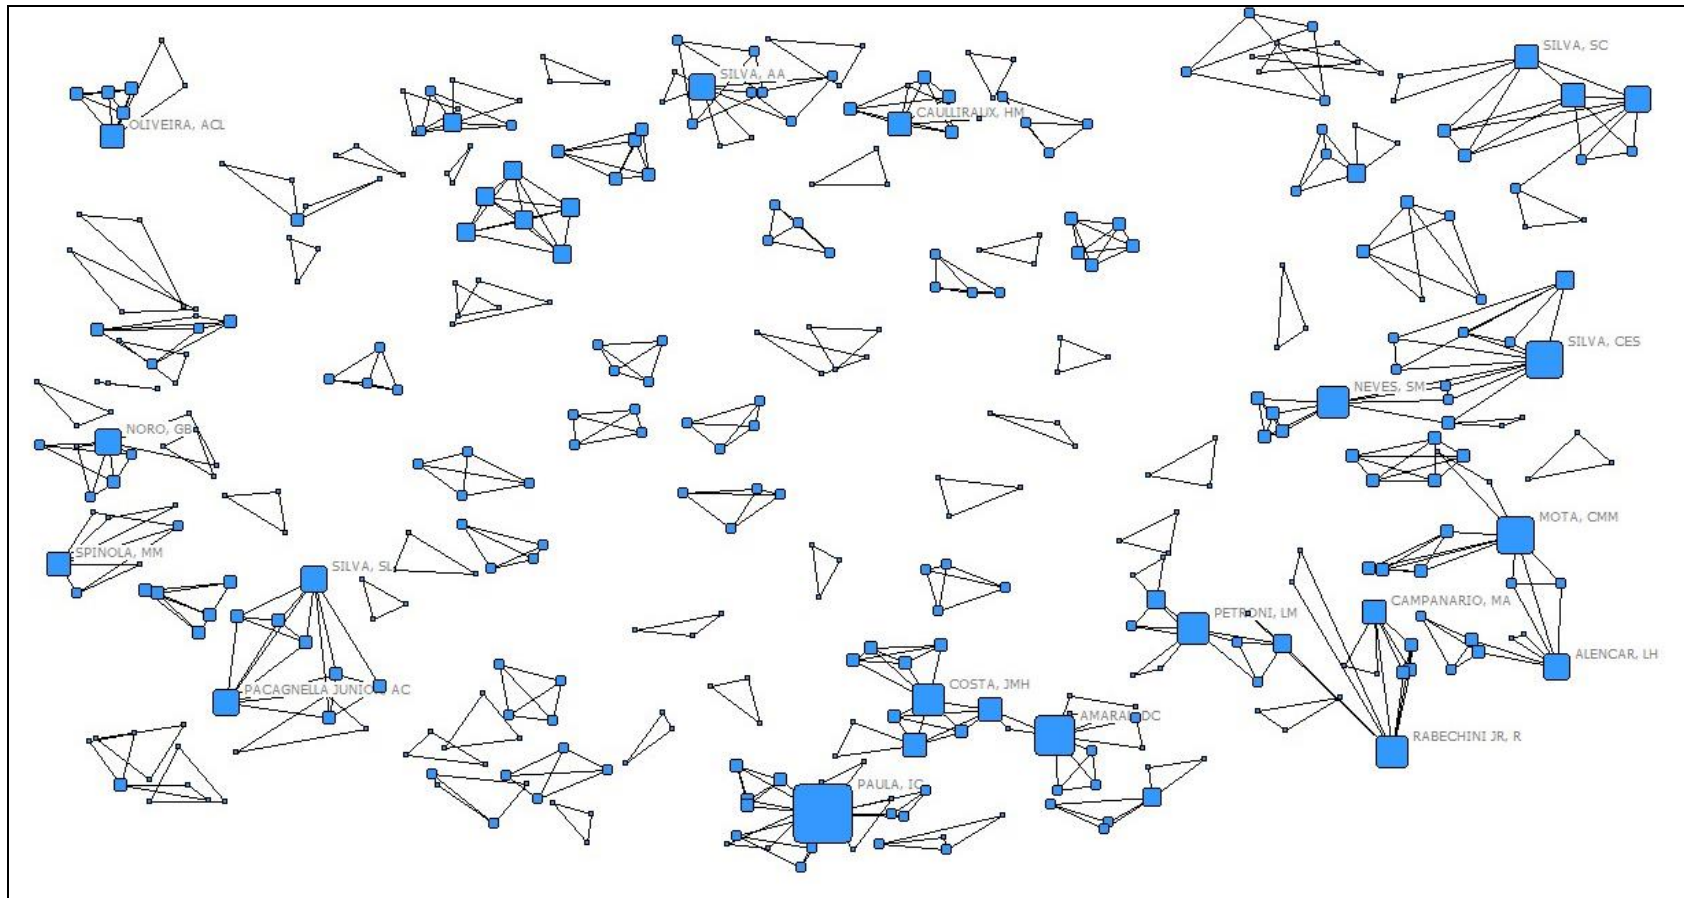 SILVA, SC
SILVA, AA
CAULLIRAUX, HM
OLIVEIRA, ACL
SILVA, CES
NEVES, SM
NORO, GB
MOTA, CMM
SPINOLA, MM
SILVA, SL
CAMPANARIO, MA
PETRONI, LM
ALENCAR, LH
COSTA, JMH
PACAGNELLA JUNIOR, AC
AMARAL, DC
RABECHINI JR, R
PAULA, IC